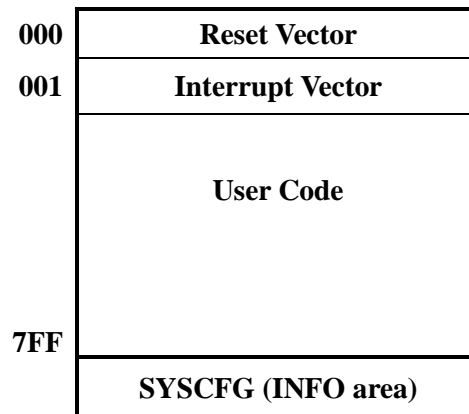 000 Reset Vector
001 Interrupt Vector
User Code
7FF
SYSCFG (INFO area)